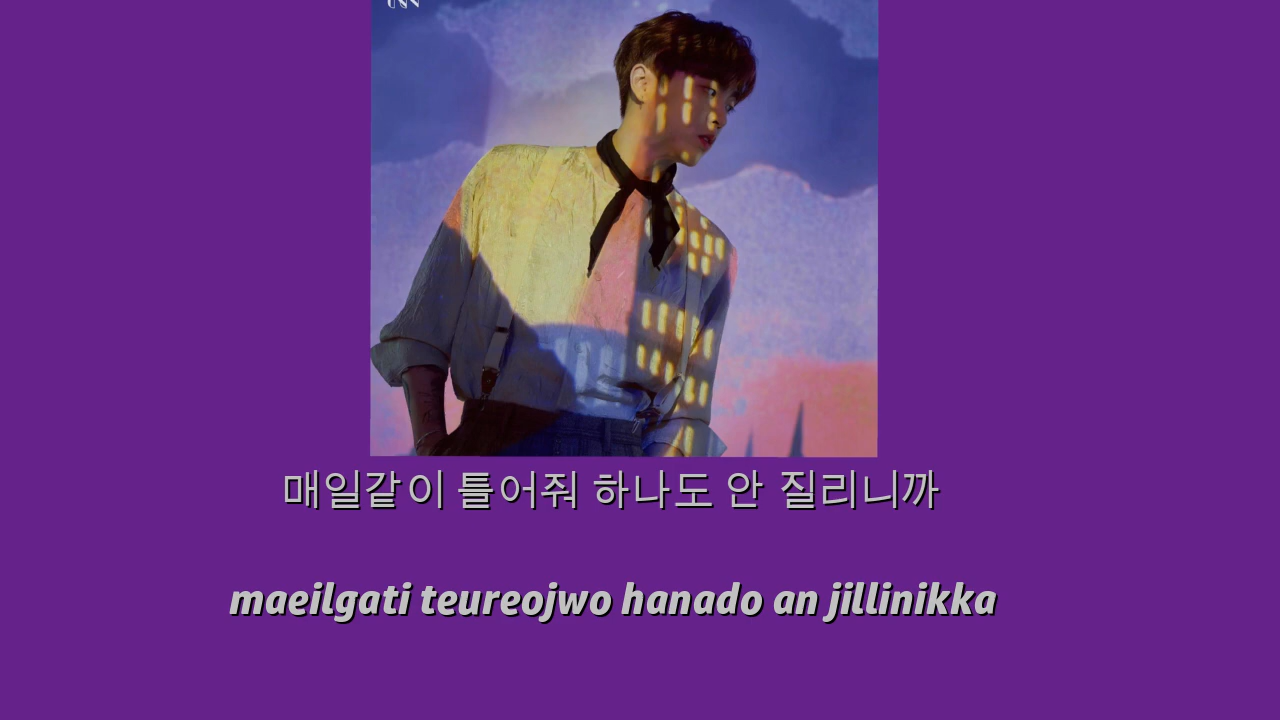 매일같이 틀어줘 하나도 안 질리니까
maeilgati teureojwo hanado an jillinikka